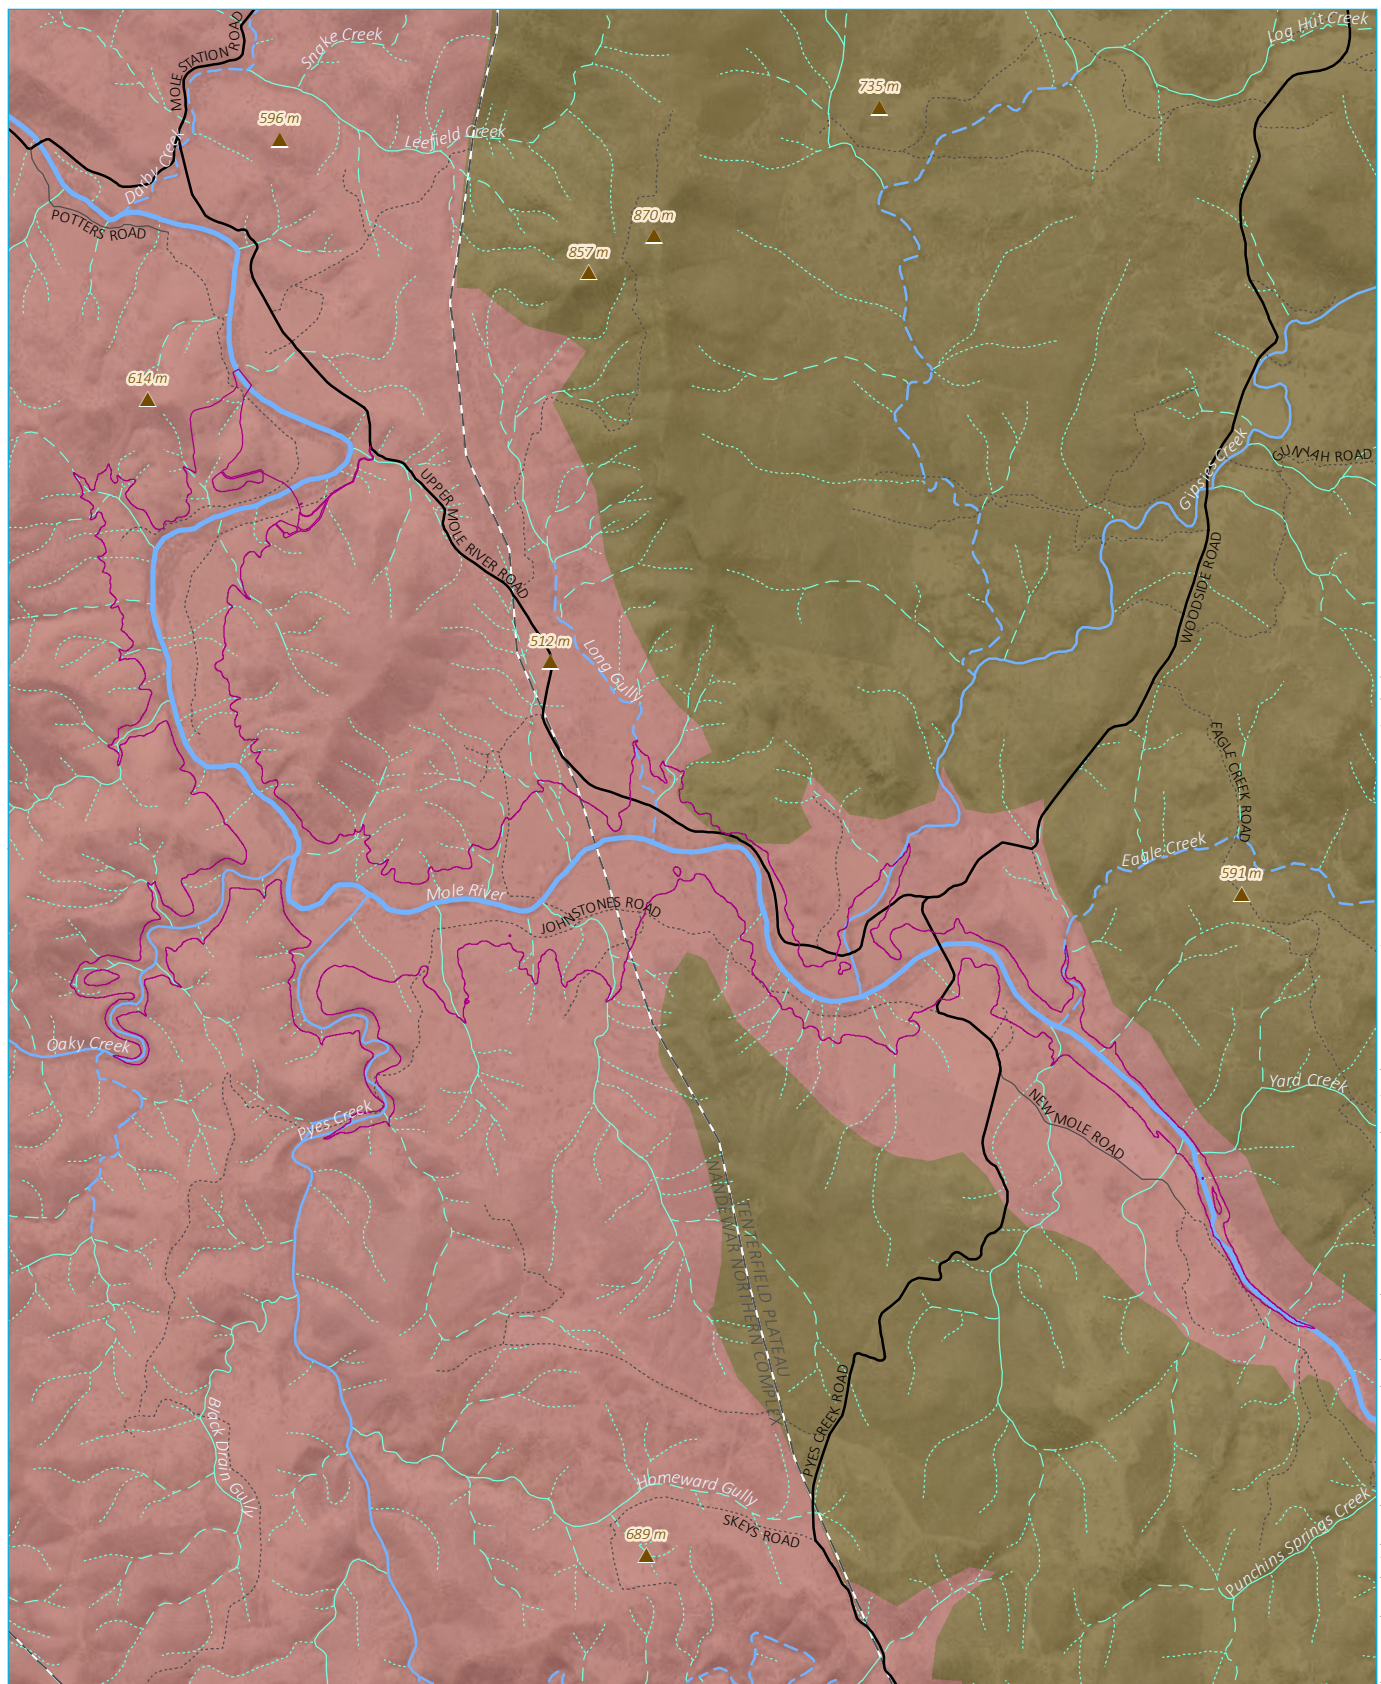 Log Hut Creek
Snake Creek
MOLE STATION ROAD
735 m
596 m
Leefield Creek
Darby Creek
POTTERS ROAD
870 m
857 m
614 m
Gipsies Creek
GUNYAH ROAD
UPPER MOLE RIVER ROAD
WOODSIDE ROAD
512 m
Long Gully
EAGLE CREEK ROAD
Eagle Creek
591 m
Mole River
JOHNSTONES ROAD
Oaky Creek
Yard Creek
Pyes Creek
NEW MOLE ROAD
TENTERFIELD PLATEAU
NANDEWAR NORTHERN COMPLEX
PYES CREEK ROAD
Black Drain Gully
Homeward Gully
SKEYS ROAD
689 m
Punchins Springs Creek